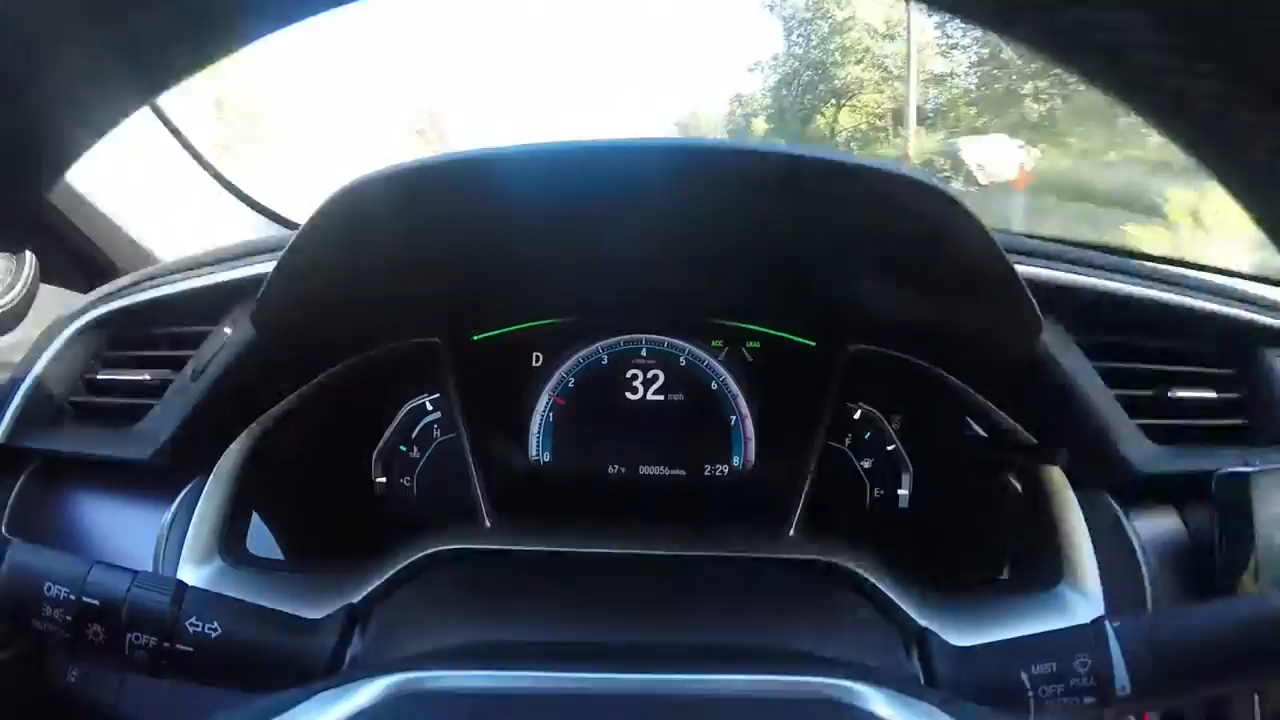 D
0 1 2 3 4 5 6 7 8
ACC LKAS
32 mph
67°F 000056 miles 2:29
H
C
F
E
OFF
OFF
MIST
PULL
OFF
AUTO